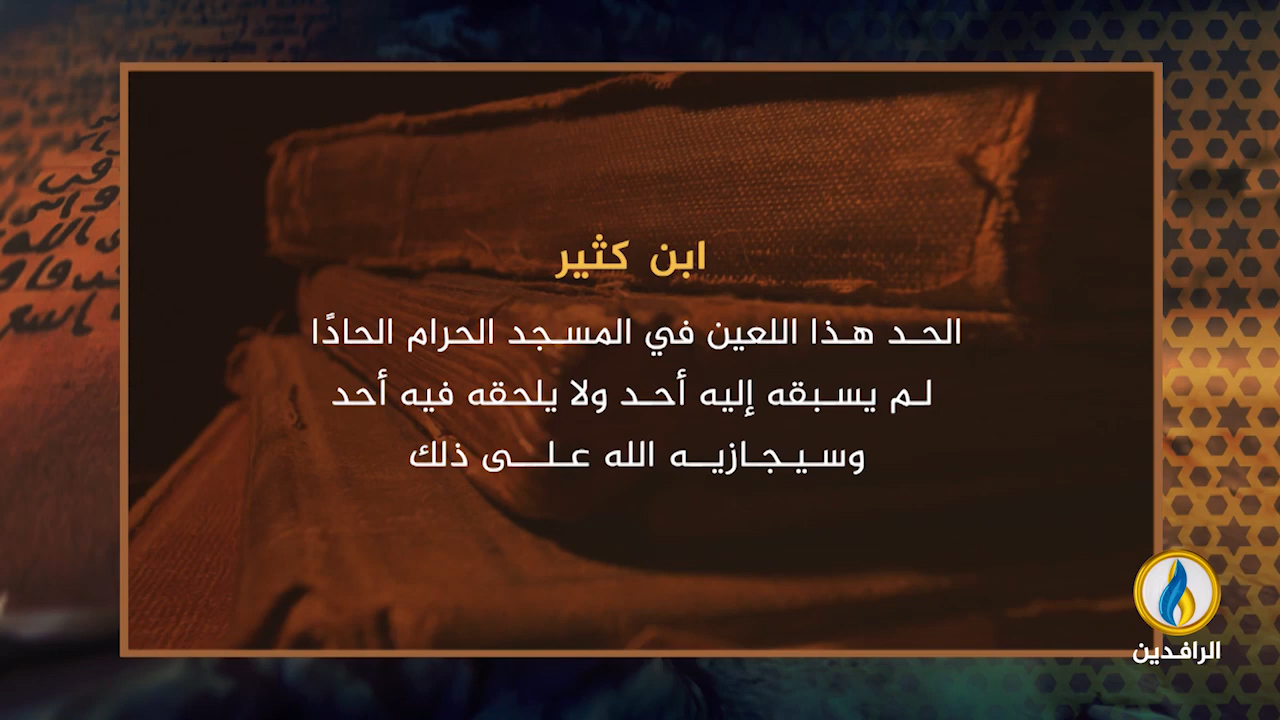 ابن كثير
الحد هذا اللعين في المسجد الحرام الحادًا
لم يسبقه إليه أحد ولا يلحقه فيه أحد
وسيجازيه الله على ذلك
الرافدين